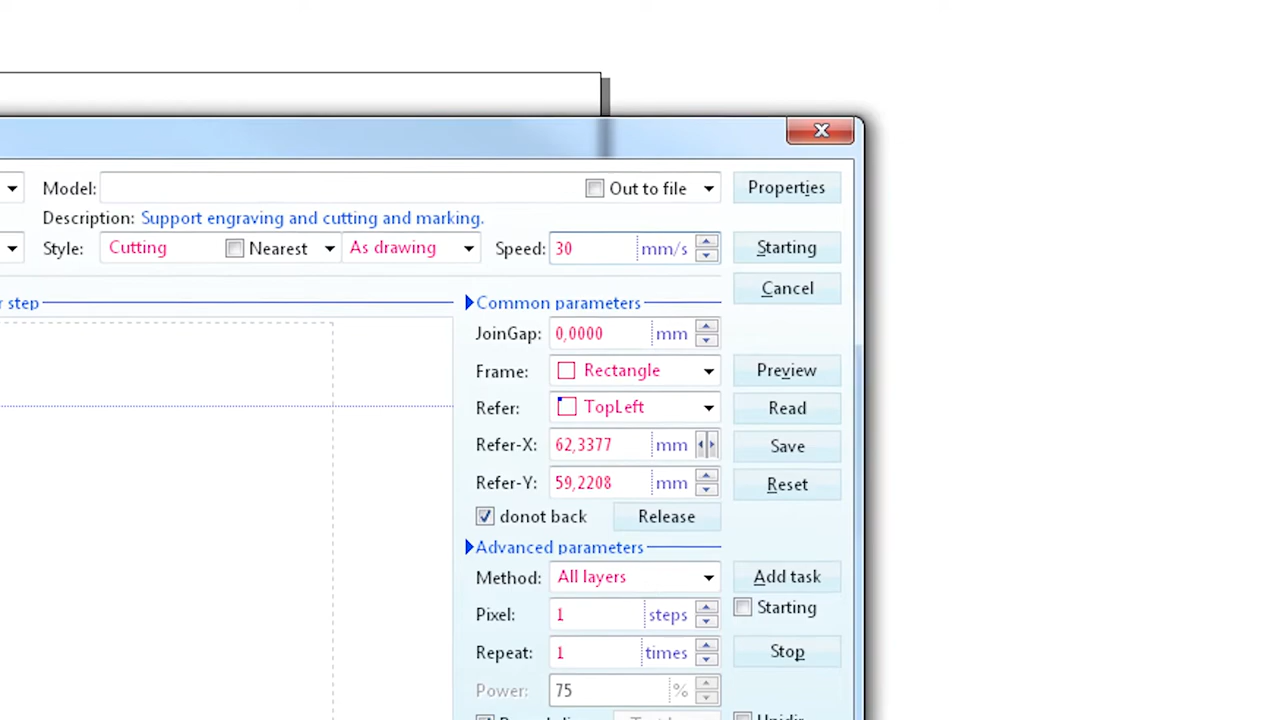 Model: Out to file Properties
Description: Support engraving and cutting and marking.
Style: Cutting Nearest As drawing Speed: 30 mm/s Starting
Cancel
step Common parameters
JoinGap: 0,0000 mm
Frame: Rectangle Preview
Refer: TopLeft Read
Refer-X: 62,3377 mm Save
Refer-Y: 59,2208 mm Reset
donot back Release
Advanced parameters
Method: All layers Add task
Pixel: 1 steps Starting
Repeat: 1 times Stop
Power: 75 %